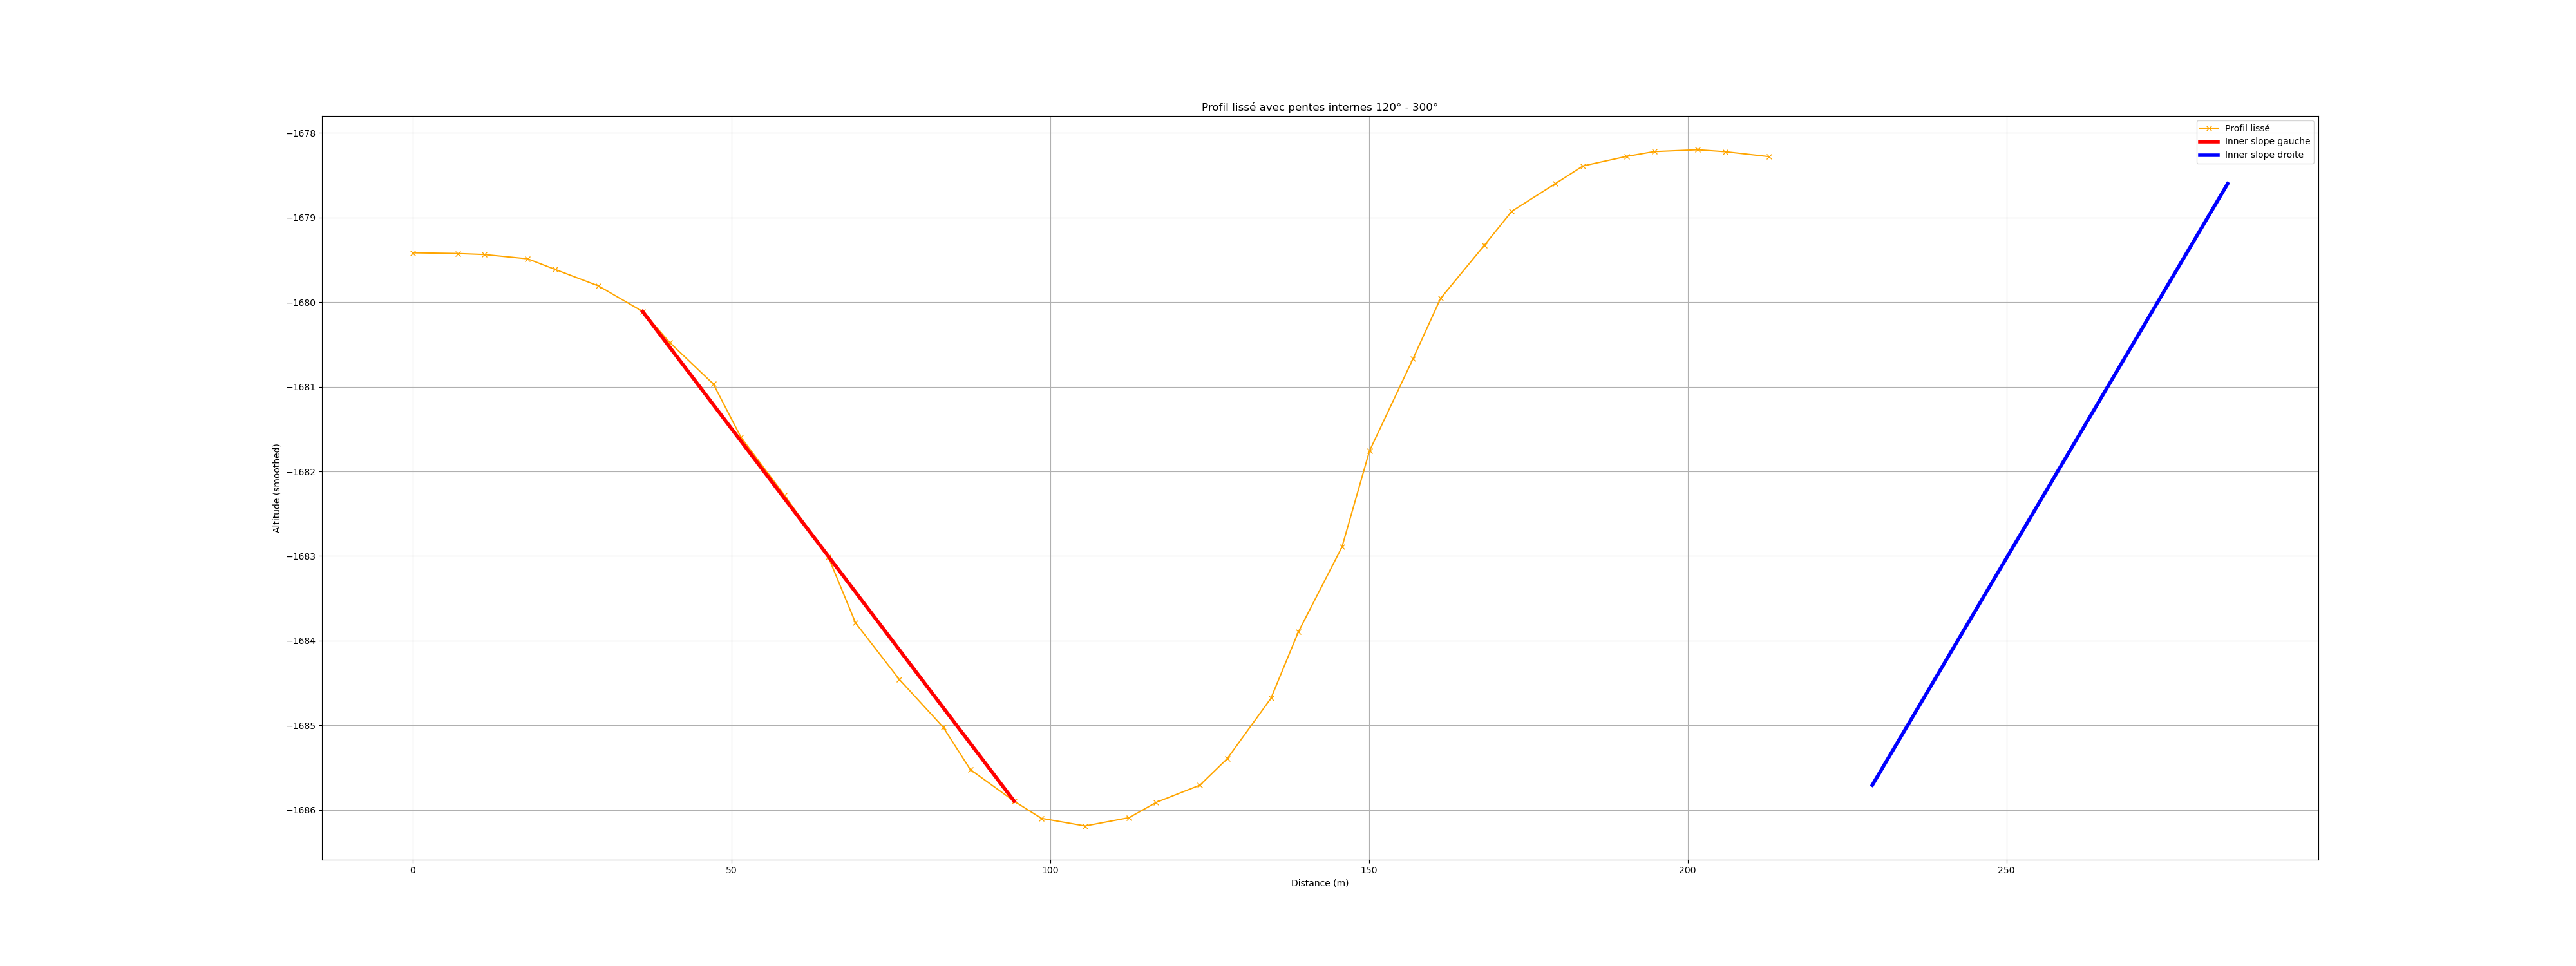 Profil lissé avec pentes internes 120° - 300°
Profil lissé
Inner slope gauche
Inner slope droite
−1678
−1679
−1680
−1681
−1682
−1683
−1684
−1685
−1686
Altitude (smoothed)
0 50 100 150 200 250
Distance (m)